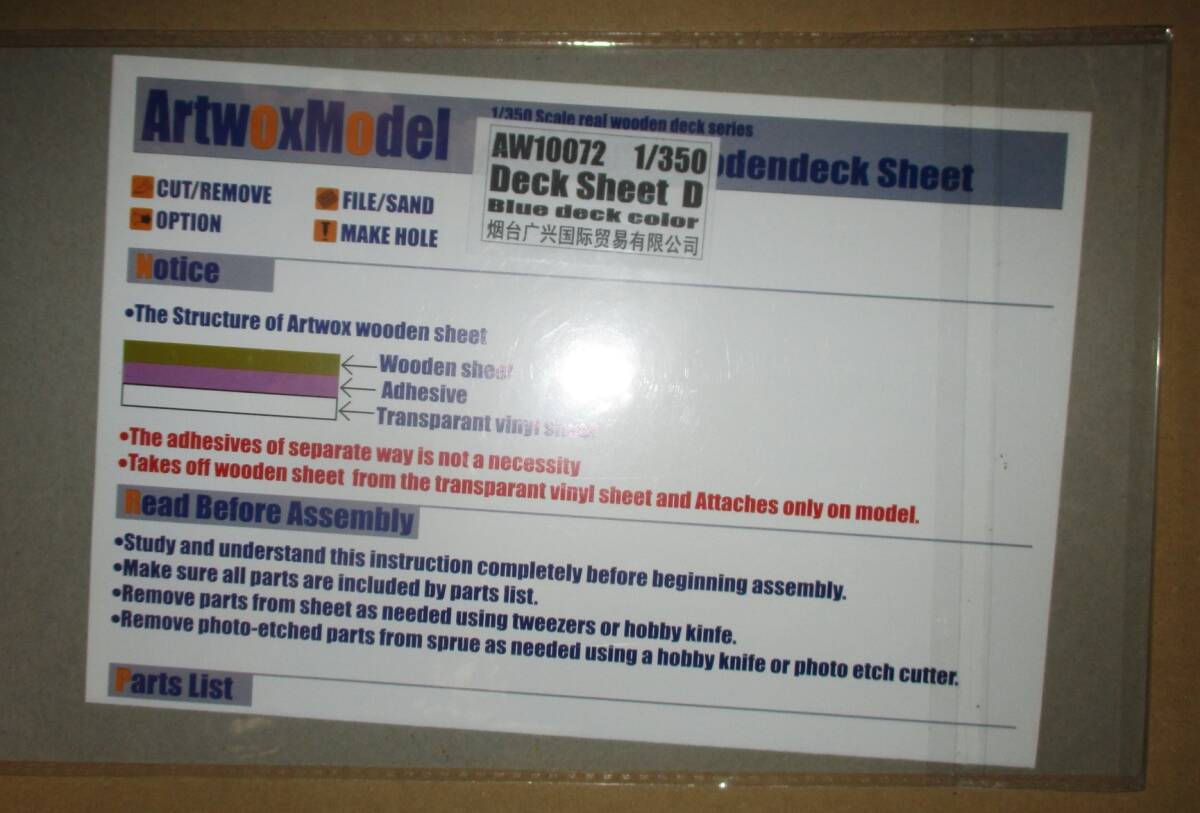 ArtwoxModel
1/350 Scale real wooden deck series
odendeck Sheet
AW10072 1/350
Deck Sheet D
Blue deck color
烟台广兴国际贸易有限公司
CUT/REMOVE
FILE/SAND
OPTION
MAKE HOLE
Notice
•The Structure of Artwox wooden sheet
Wooden sheet
Adhesive
Transparant vinyl sheet
•The adhesives of separate way is not a necessity
•Takes off wooden sheet from the transparant vinyl sheet and Attaches only on model.
Read Before Assembly
•Study and understand this instruction completely before beginning assembly.
•Make sure all parts are included by parts list.
•Remove parts from sheet as needed using tweezers or hobby kinfe.
•Remove photo-etched parts from sprue as needed using a hobby knife or photo etch cutter.
Parts List